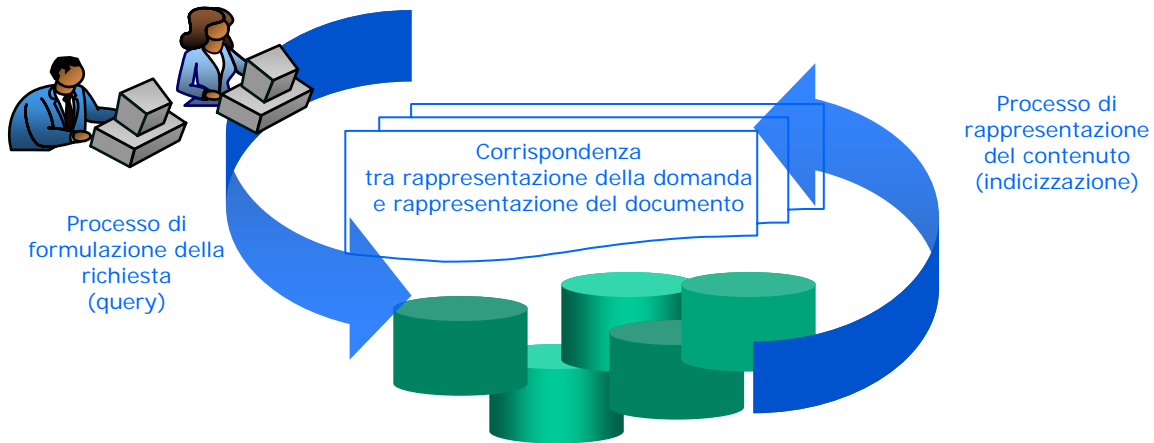 Processo di
formulazione della
richiesta
(query)
Corrispondenza
tra rappresentazione della domanda
e rappresentazione del documento
Processo di
rappresentazione
del contenuto
(indicizzazione)